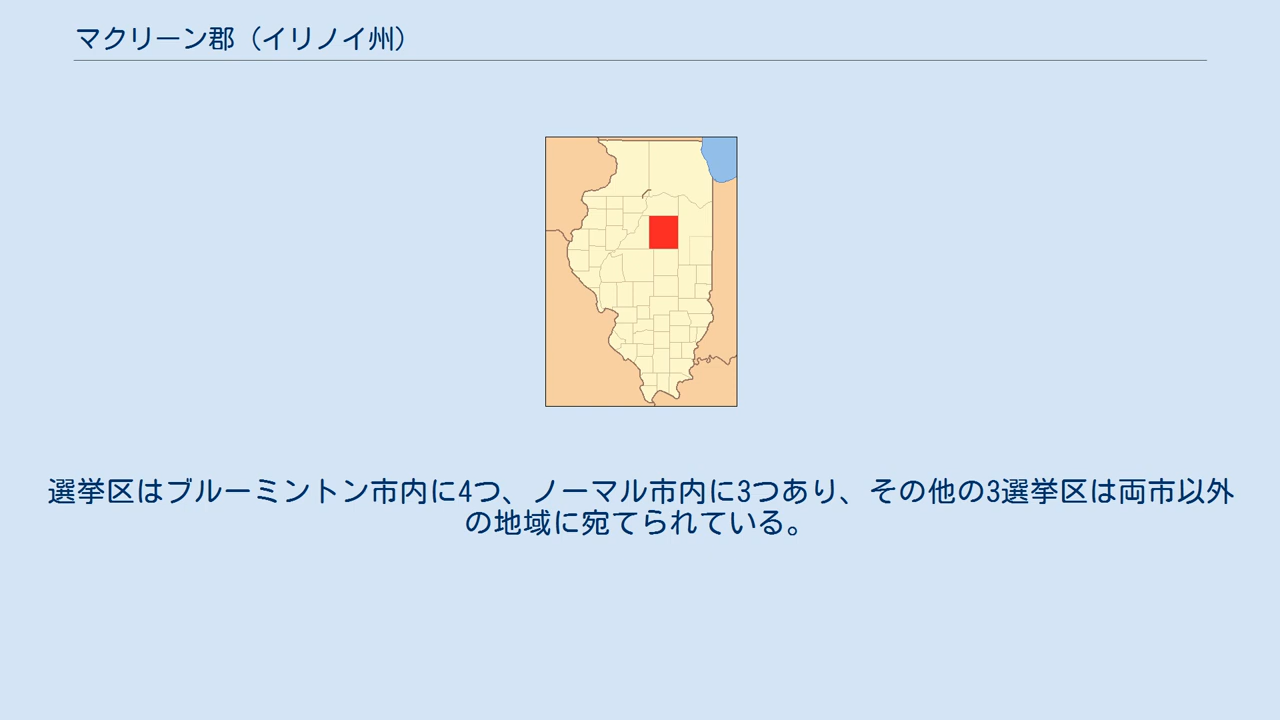 マクリーン郡（イリノイ州）
選挙区はブルーミントン市内に4つ、ノーマル市内に3つあり、その他の3選挙区は両市以外
の地域に宛てられている。